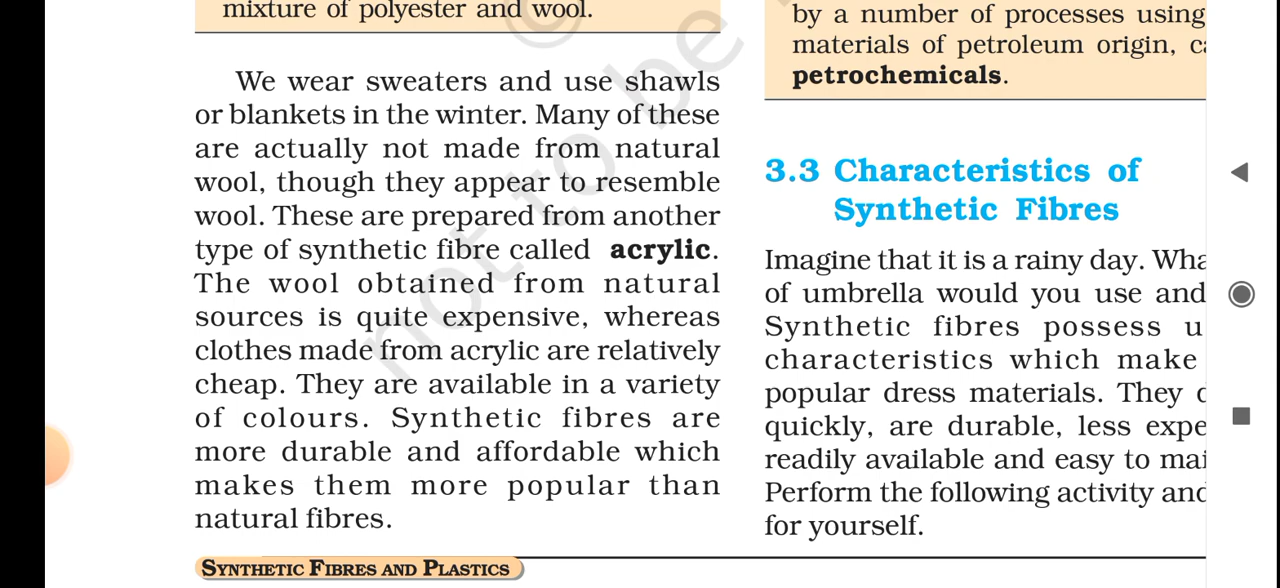 mixture of polyester and wool.
We wear sweaters and use shawls
or blankets in the winter. Many of these
are actually not made from natural
wool, though they appear to resemble
wool. These are prepared from another
type of synthetic fibre called acrylic.
The wool obtained from natural
sources is quite expensive, whereas
clothes made from acrylic are relatively
cheap. They are available in a variety
of colours. Synthetic fibres are
more durable and affordable which
makes them more popular than
natural fibres.
by a number of processes using
materials of petroleum origin,
petrochemicals.
3.3 Characteristics of
Synthetic Fibres
Imagine that it is a rainy day.
of umbrella would you use and
Synthetic fibres possess
characteristics which make
popular dress materials. They
quickly, are durable, less
readily available and easy to
Perform the following activity and
for yourself.
SYNTHETIC FIBRES AND PLASTICS
© not to be